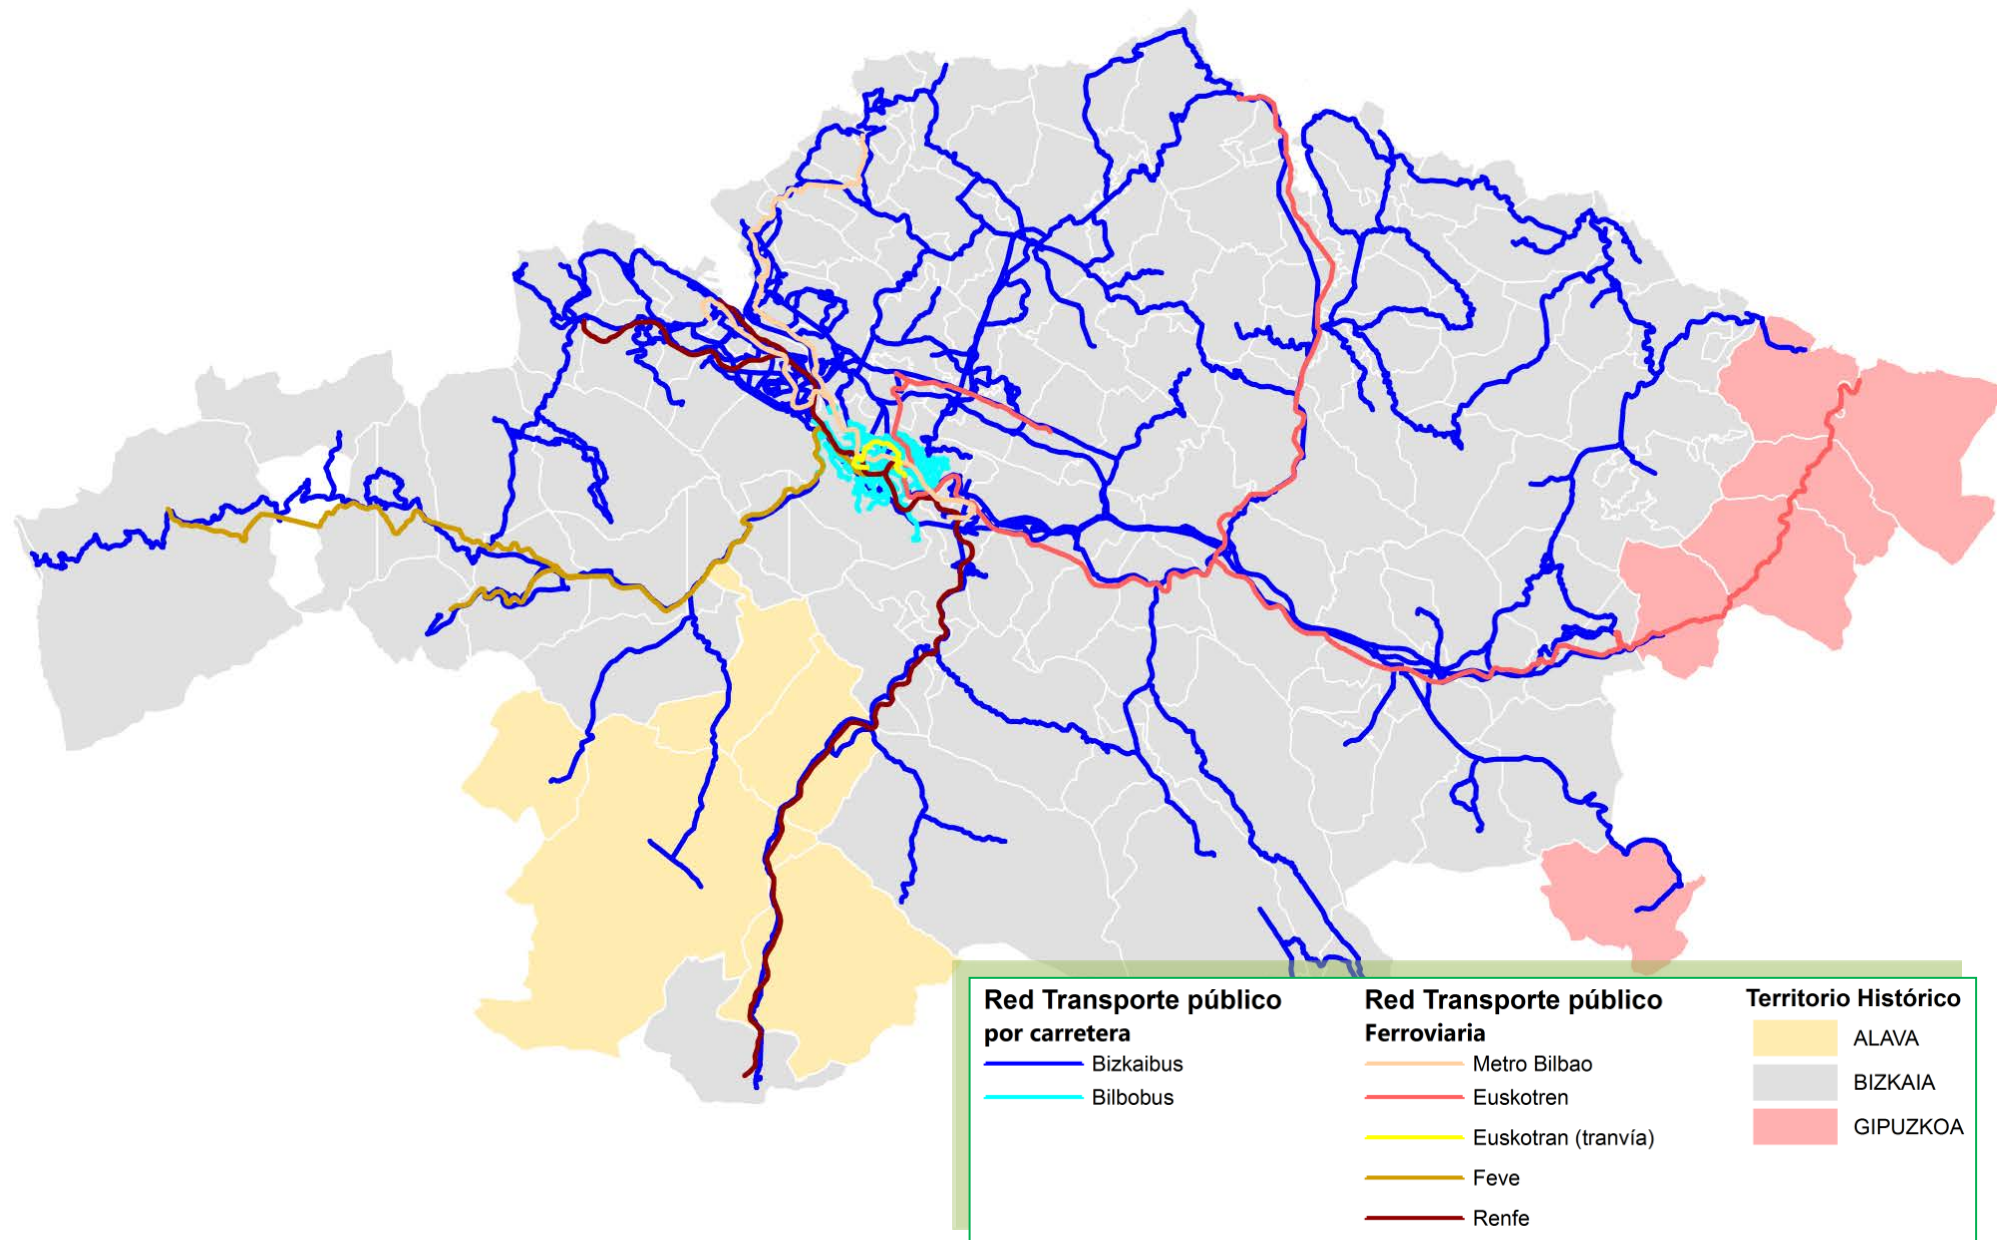 Red Transporte público
por carretera
Bizkaibus
Bilbobus
Red Transporte público
Ferroviaria
Metro Bilbao
Euskotren
Euskotran (tranvía)
Feve
Renfe
Territorio Histórico
ALAVA
BIZKAIA
GIPUZKOA